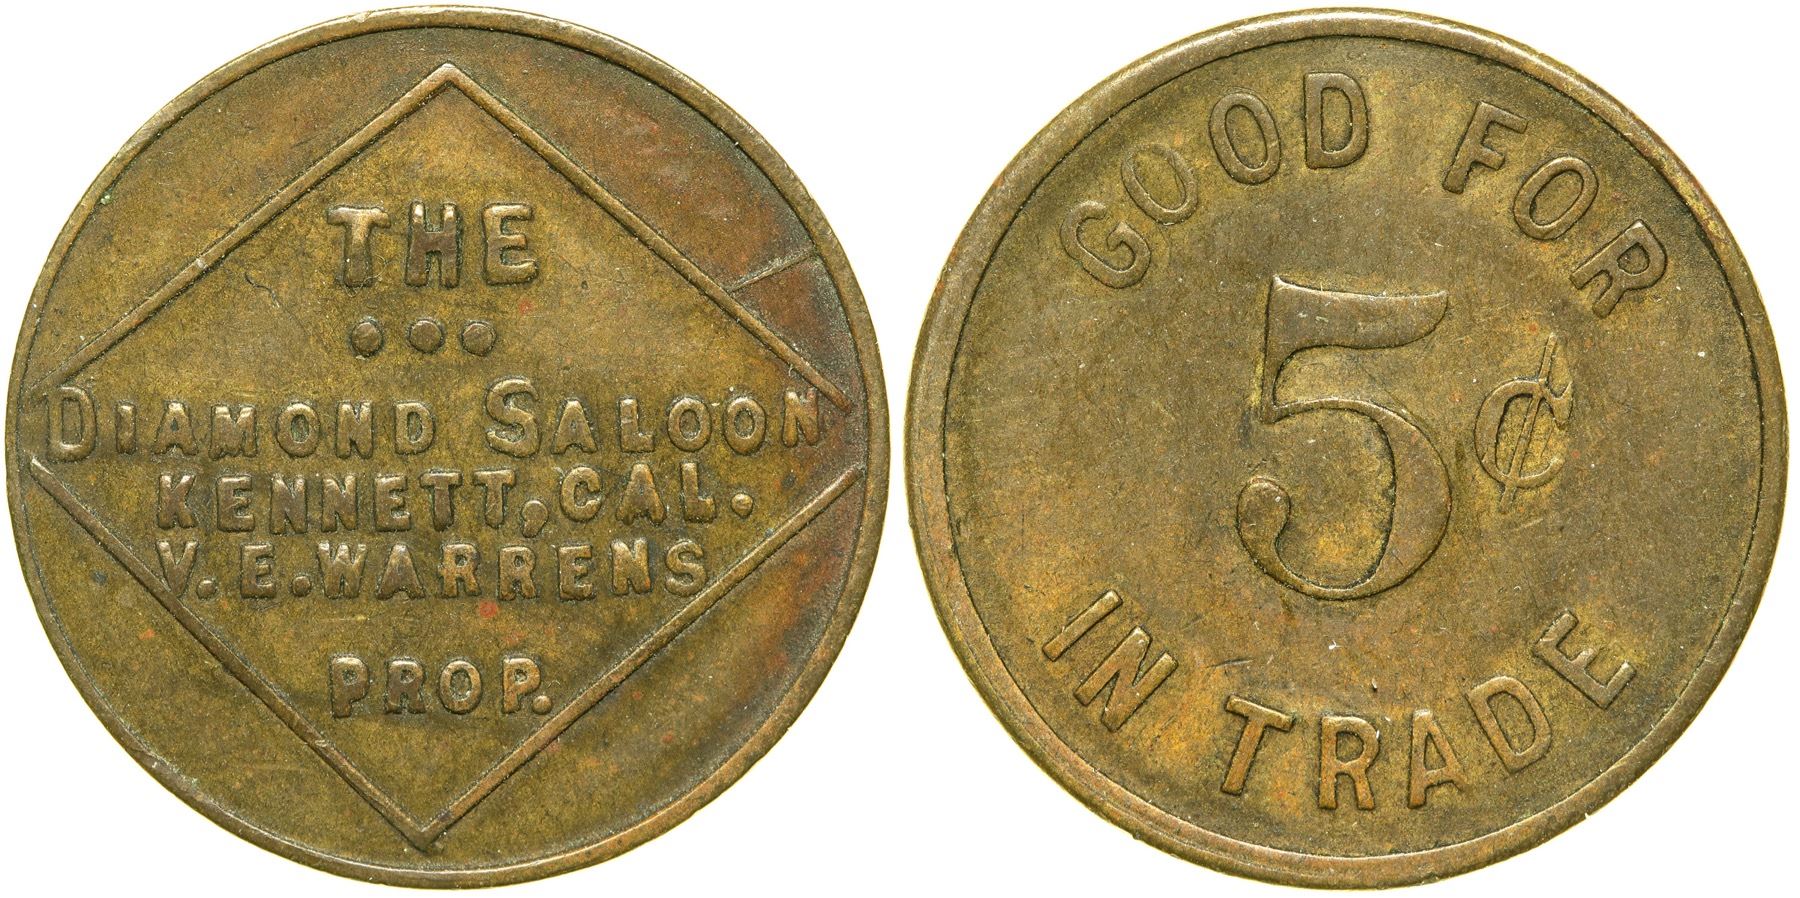 THE
•••
DIAMOND SALOON
KENNETT, CAL.
V. E. WARRENS
PROP.
GOOD FOR
5¢
IN TRADE